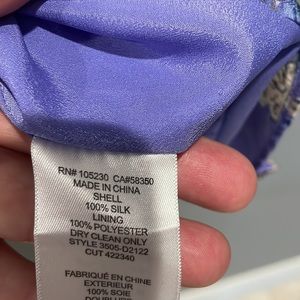 RN# 105230 CA#58350
MADE IN CHINA
SHELL
100% SILK
LINING
100% POLYESTER
DRY CLEAN ONLY
STYLE 3505-D2122
CUT 422340
FABRIQUÉ EN CHINE
EXTERIEUR
100% SOIE